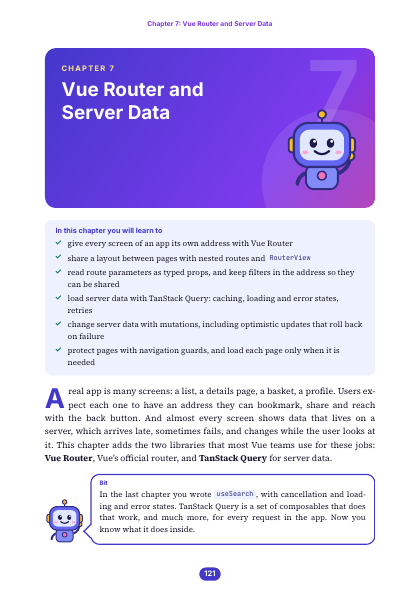 Chapter 7: Vue Router and Server Data
CHAPTER 7
7
Vue Router and
Server Data
In this chapter you will learn to
give every screen of an app its own address with Vue Router
share a layout between pages with nested routes and RouterView
read route parameters as typed props, and keep filters in the address so they
can be shared
load server data with TanStack Query: caching, loading and error states,
retries
change server data with mutations, including optimistic updates that roll back
on failure
protect pages with navigation guards, and load each page only when it is
needed
A real app is many screens: a list, a details page, a basket, a profile. Users ex-
pect each one to have an address they can bookmark, share and reach
with the back button. And almost every screen shows data that lives on a
server, which arrives late, sometimes fails, and changes while the user looks at
it. This chapter adds the two libraries that most Vue teams use for these jobs:
Vue Router, Vue's official router, and TanStack Query for server data.
Bit
In the last chapter you wrote useSearch, with cancellation and load-
ing and error states. TanStack Query is a set of composables that does
that work, and much more, for every request in the app. Now you
know what it does inside.
121